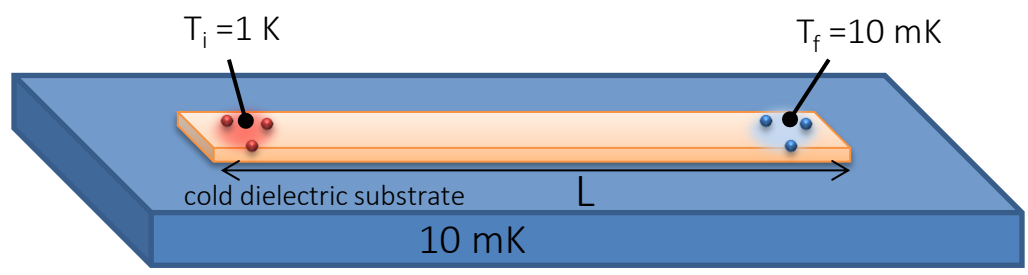 T_i =1 K
T_f =10 mK
cold dielectric substrate
L
10 mK